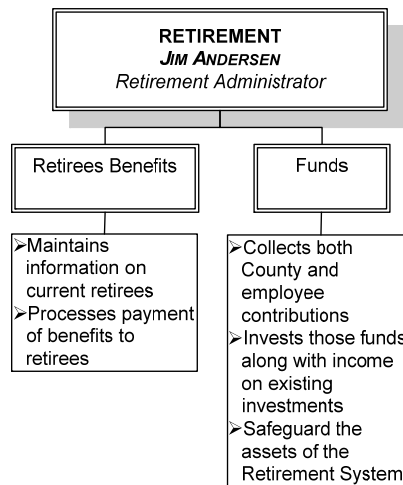 RETIREMENT
JIM ANDERSEN
Retirement Administrator
Retirees Benefits
Funds
➢Maintains
information on
current retirees
➢Processes payment
of benefits to
retirees
➢Collects both
County and
employee
contributions
➢Invests those funds
along with income
on existing
investments
➢Safeguard the
assets of the
Retirement System